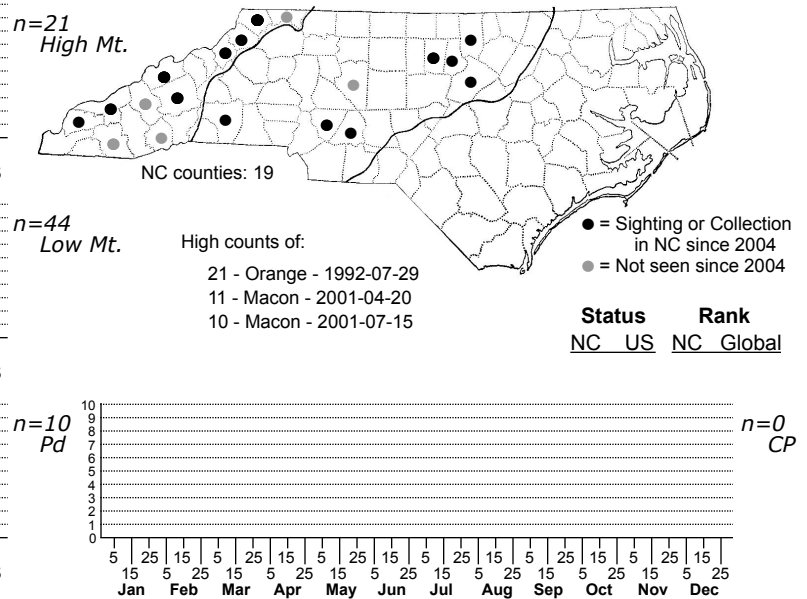 n=21
High Mt.
NC counties: 19
n=44
Low Mt.
High counts of:
21 - Orange - 1992-07-29
11 - Macon - 2001-04-20
10 - Macon - 2001-07-15
= Sighting or Collection
in NC since 2004
= Not seen since 2004
Status Rank
NC US NC Global
n=10
Pd
10
9
8
7
6
5
4
3
2
1
0
n=0
CP
5 25 15 5 25 15 5 25 15 5 25 15 5 25 15 5 25 15
15 5 25 15 5 25 15 5 25 15 5 25 15 5 25 15 5 25
Jan Feb Mar Apr May Jun Jul Aug Sep Oct Nov Dec